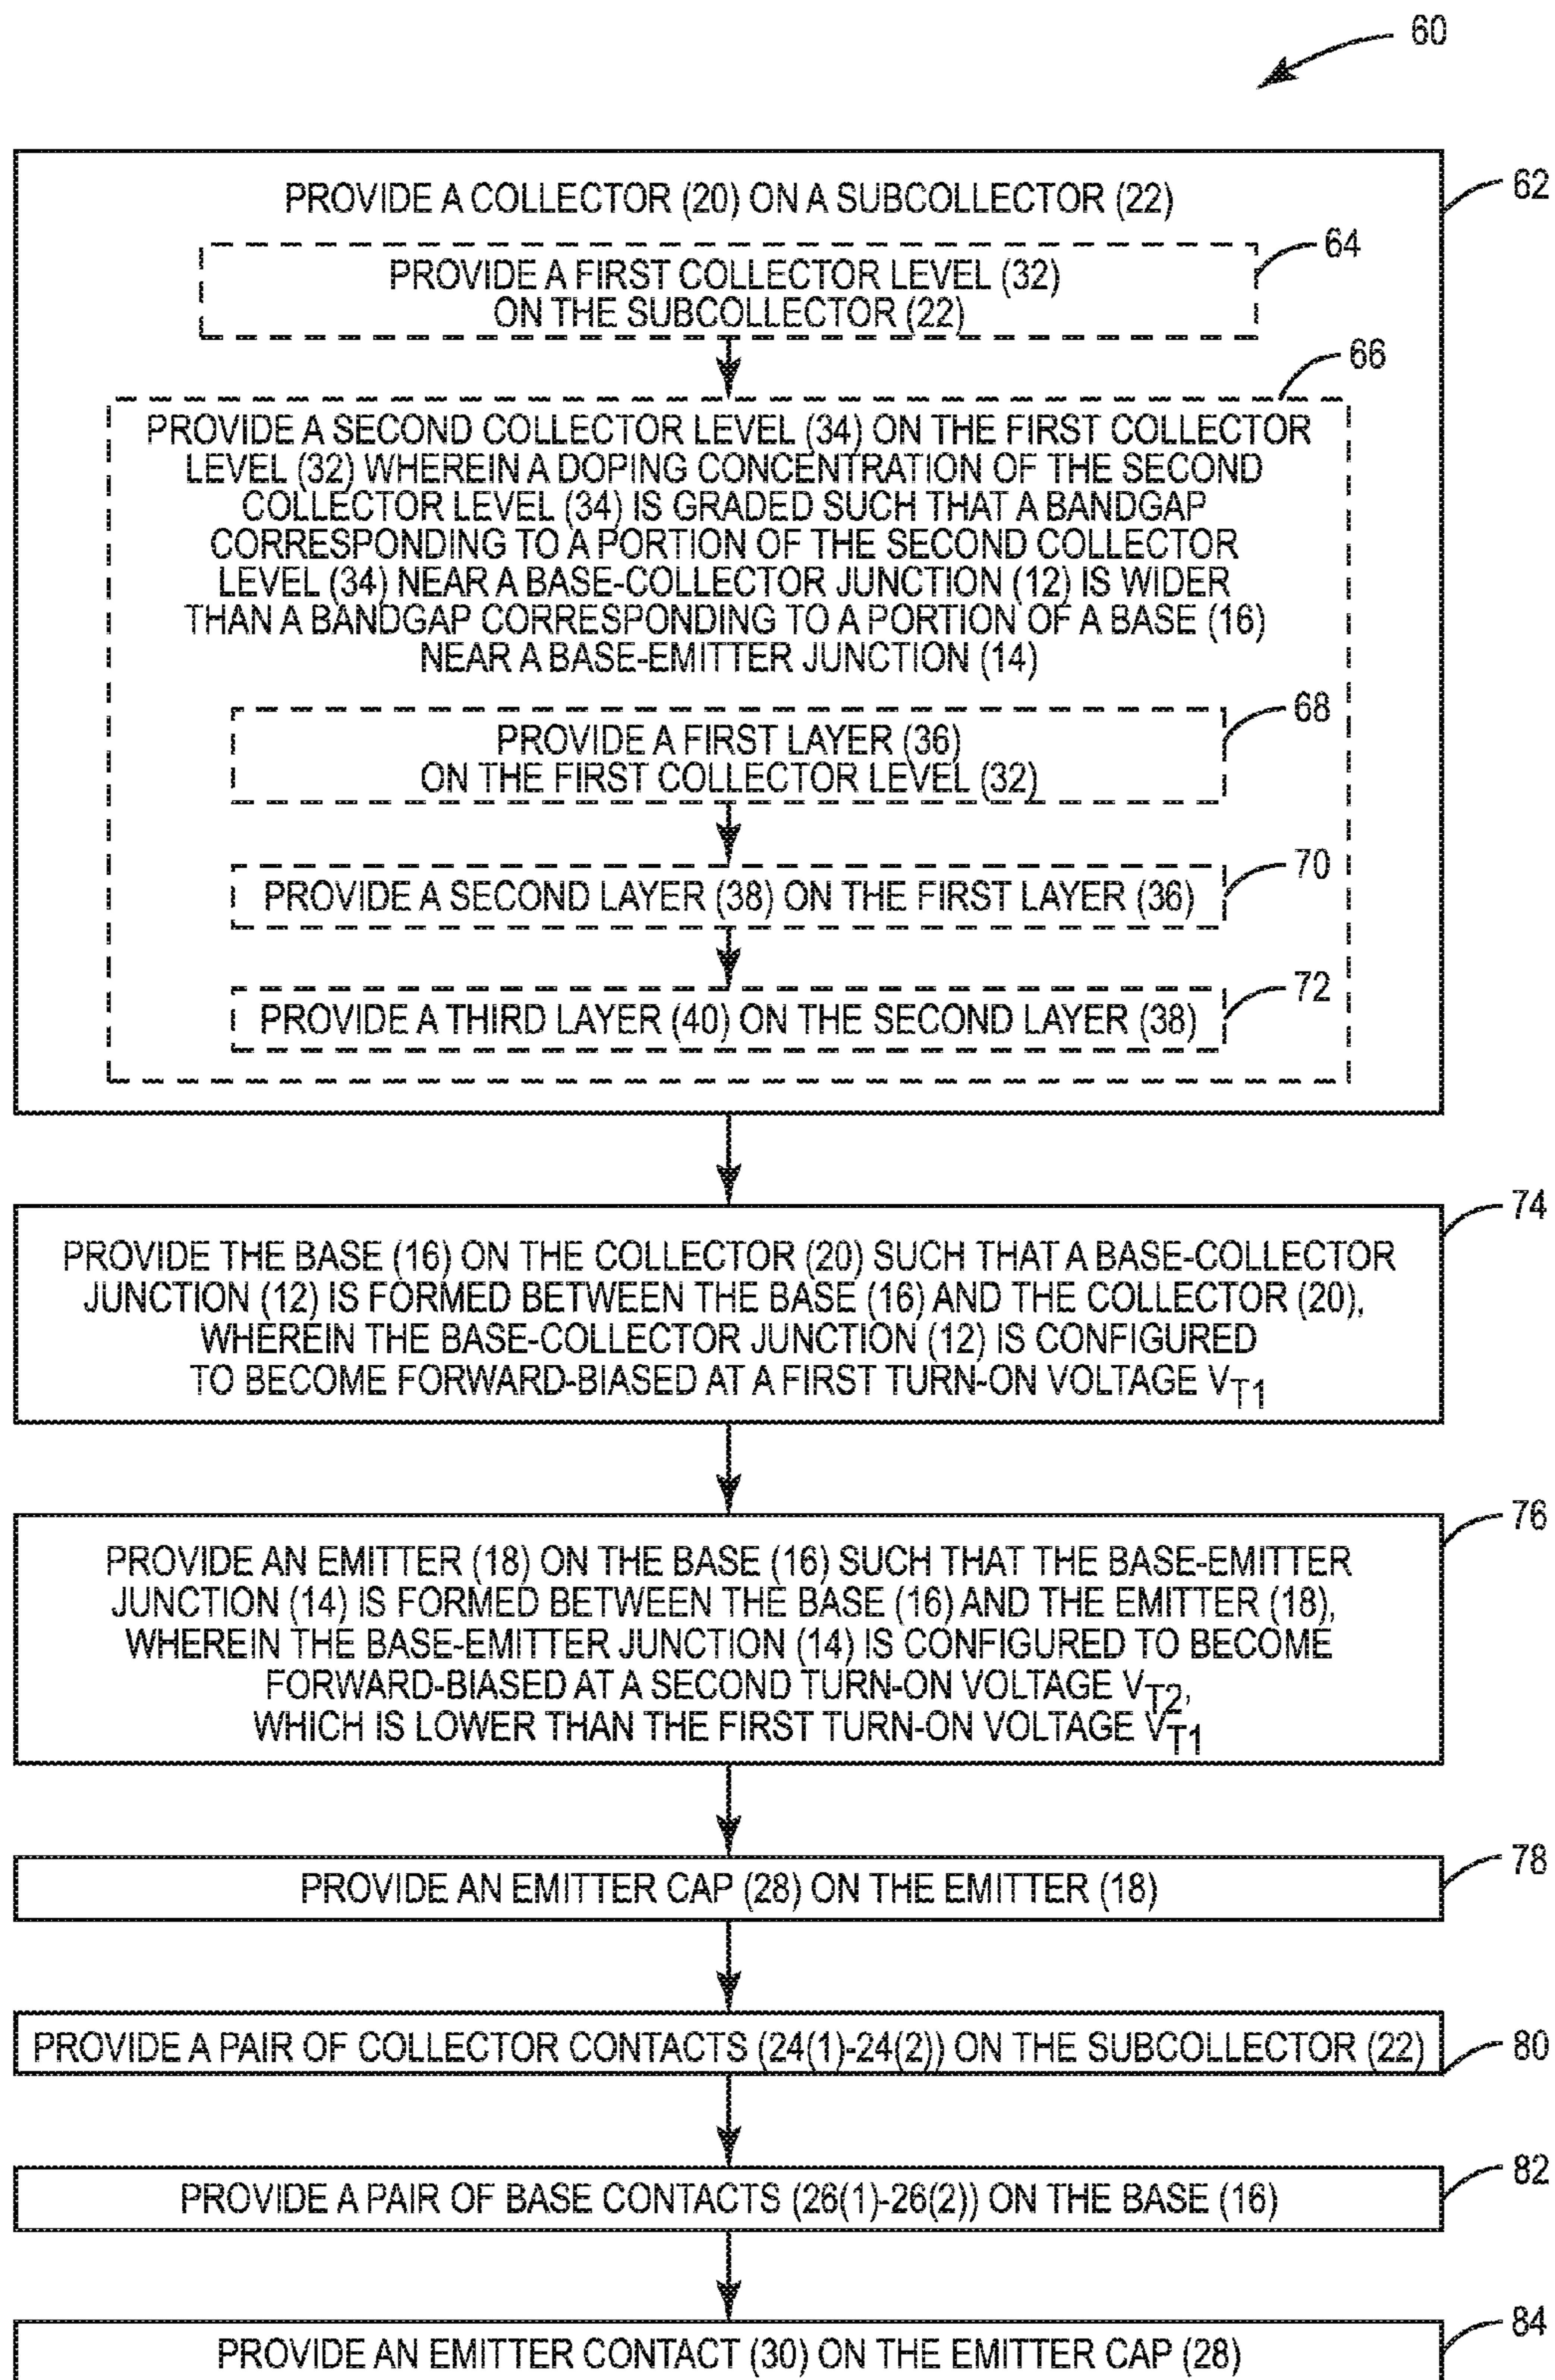 60
PROVIDE A COLLECTOR (20) ON A SUBCOLLECTOR (22)
62
64
PROVIDE A FIRST COLLECTOR LEVEL (32)
ON THE SUBCOLLECTOR (22)
66
PROVIDE A SECOND COLLECTOR LEVEL (34) ON THE FIRST COLLECTOR
LEVEL (32) WHEREIN A DOPING CONCENTRATION OF THE SECOND
COLLECTOR LEVEL (34) IS GRADED SUCH THAT A BANDGAP
CORRESPONDING TO A PORTION OF THE SECOND COLLECTOR
LEVEL (34) NEAR A BASE-COLLECTOR JUNCTION (12) IS WIDER
THAN A BANDGAP CORRESPONDING TO A PORTION OF A BASE (16)
NEAR A BASE-EMITTER JUNCTION (14)
68
PROVIDE A FIRST LAYER (36)
ON THE FIRST COLLECTOR LEVEL (32)
70
PROVIDE A SECOND LAYER (38) ON THE FIRST LAYER (36)
72
PROVIDE A THIRD LAYER (40) ON THE SECOND LAYER (38)
74
PROVIDE THE BASE (16) ON THE COLLECTOR (20) SUCH THAT A BASE-COLLECTOR
JUNCTION (12) IS FORMED BETWEEN THE BASE (16) AND THE COLLECTOR (20),
WHEREIN THE BASE-COLLECTOR JUNCTION (12) IS CONFIGURED
TO BECOME FORWARD-BIASED AT A FIRST TURN-ON VOLTAGE VT1
76
PROVIDE AN EMITTER (18) ON THE BASE (16) SUCH THAT THE BASE-EMITTER
JUNCTION (14) IS FORMED BETWEEN THE BASE (16) AND THE EMITTER (18),
WHEREIN THE BASE-EMITTER JUNCTION (14) IS CONFIGURED TO BECOME
FORWARD-BIASED AT A SECOND TURN-ON VOLTAGE VT2,
WHICH IS LOWER THAN THE FIRST TURN-ON VOLTAGE VT1
78
PROVIDE AN EMITTER CAP (28) ON THE EMITTER (18)
PROVIDE A PAIR OF COLLECTOR CONTACTS (24(1)-24(2)) ON THE SUBCOLLECTOR (22)
80
82
PROVIDE A PAIR OF BASE CONTACTS (26(1)-26(2)) ON THE BASE (16)
84
PROVIDE AN EMITTER CONTACT (30) ON THE EMITTER CAP (28)